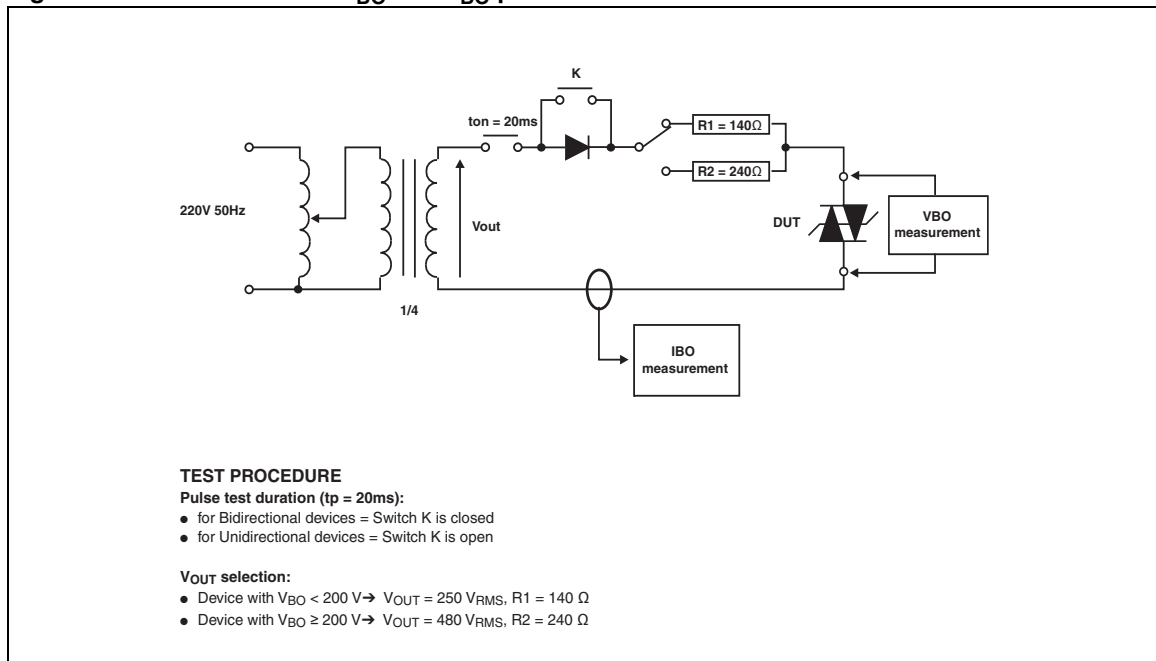 K
ton = 20ms
R1 = 140Ω
R2 = 240Ω
220V 50Hz
Vout
DUT
VBO
measurement
1/4
IBO
measurement
TEST PROCEDURE
Pulse test duration (tp = 20ms):
● for Bidirectional devices = Switch K is closed
● for Unidirectional devices = Switch K is open
VOUT selection:
● Device with VBO < 200 V➔ VOUT = 250 VRMS, R1 = 140 Ω
● Device with VBO ≥ 200 V➔ VOUT = 480 VRMS, R2 = 240 Ω